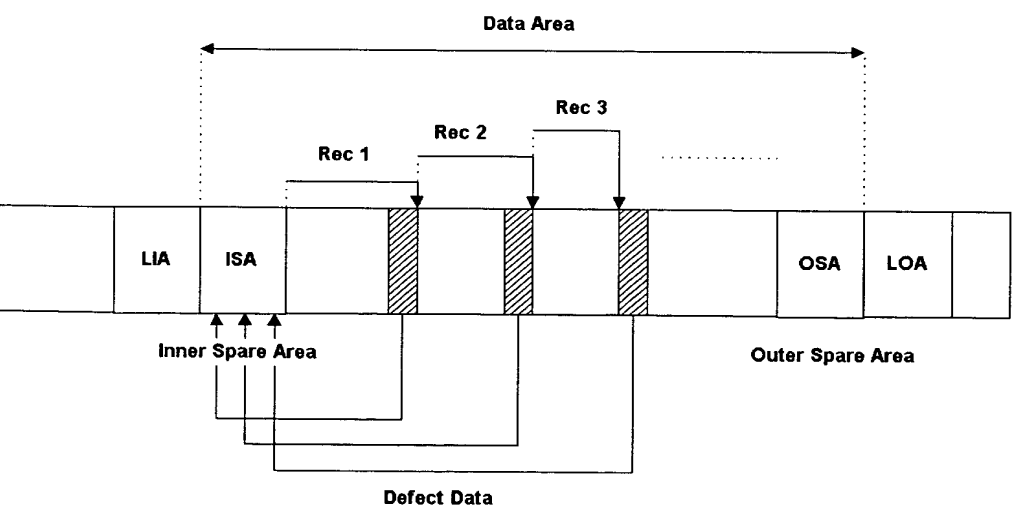 Data Area
Rec 3
Rec 2
Rec 1
LIA
ISA
OSA
LOA
Inner Spare Area
Outer Spare Area
Defect Data